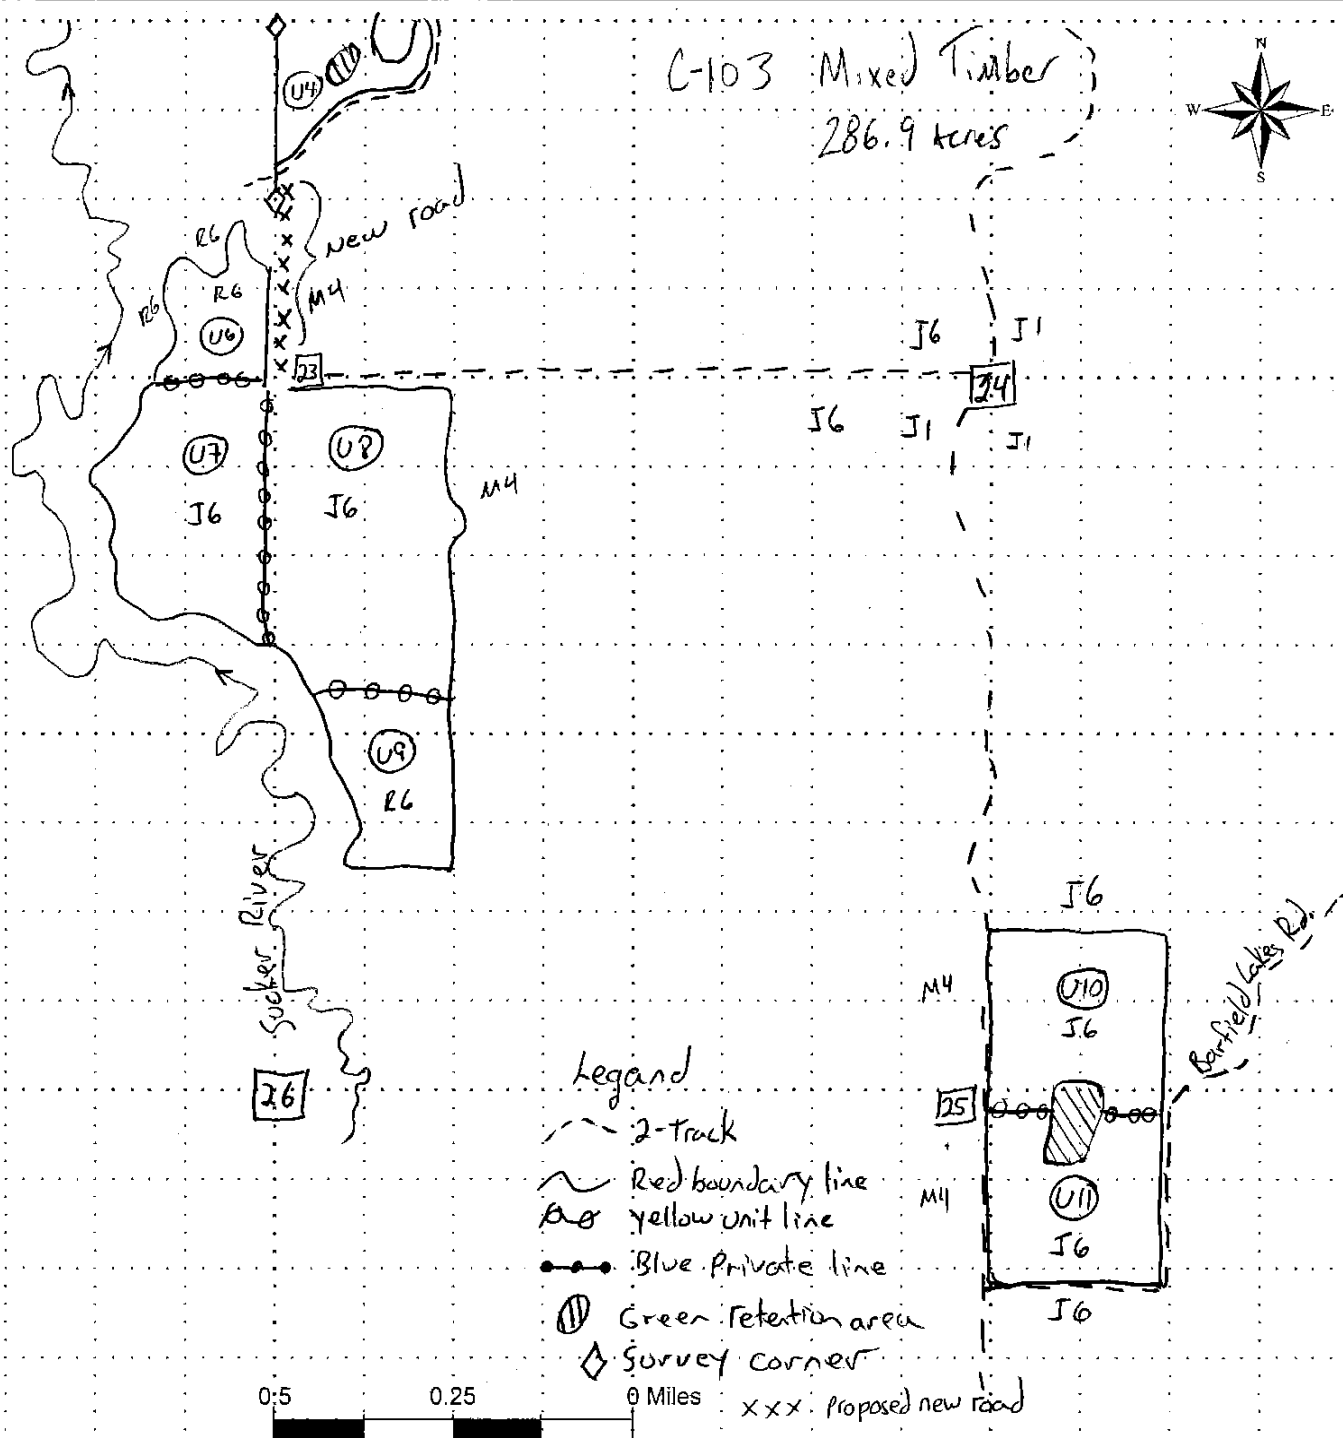 C-103 Mixed Timber
286.9 Acres
N
W E
S
U4
New road
R6
R6
R6
M4
U6
23
J6 J1
24
J6 J1 J1
U7 U8
J6 J6
M4
U9
R6
Sucker River
26
J6
M4
U10
J6
Barfield Lakes Rd.
25
M4
U11
J6
J6
Legand
2-Track
Red boundary line
yellow unit line
Blue Private line
Green retention area
Survey corner
xxx proposed new road
0.5 0.25 0 Miles